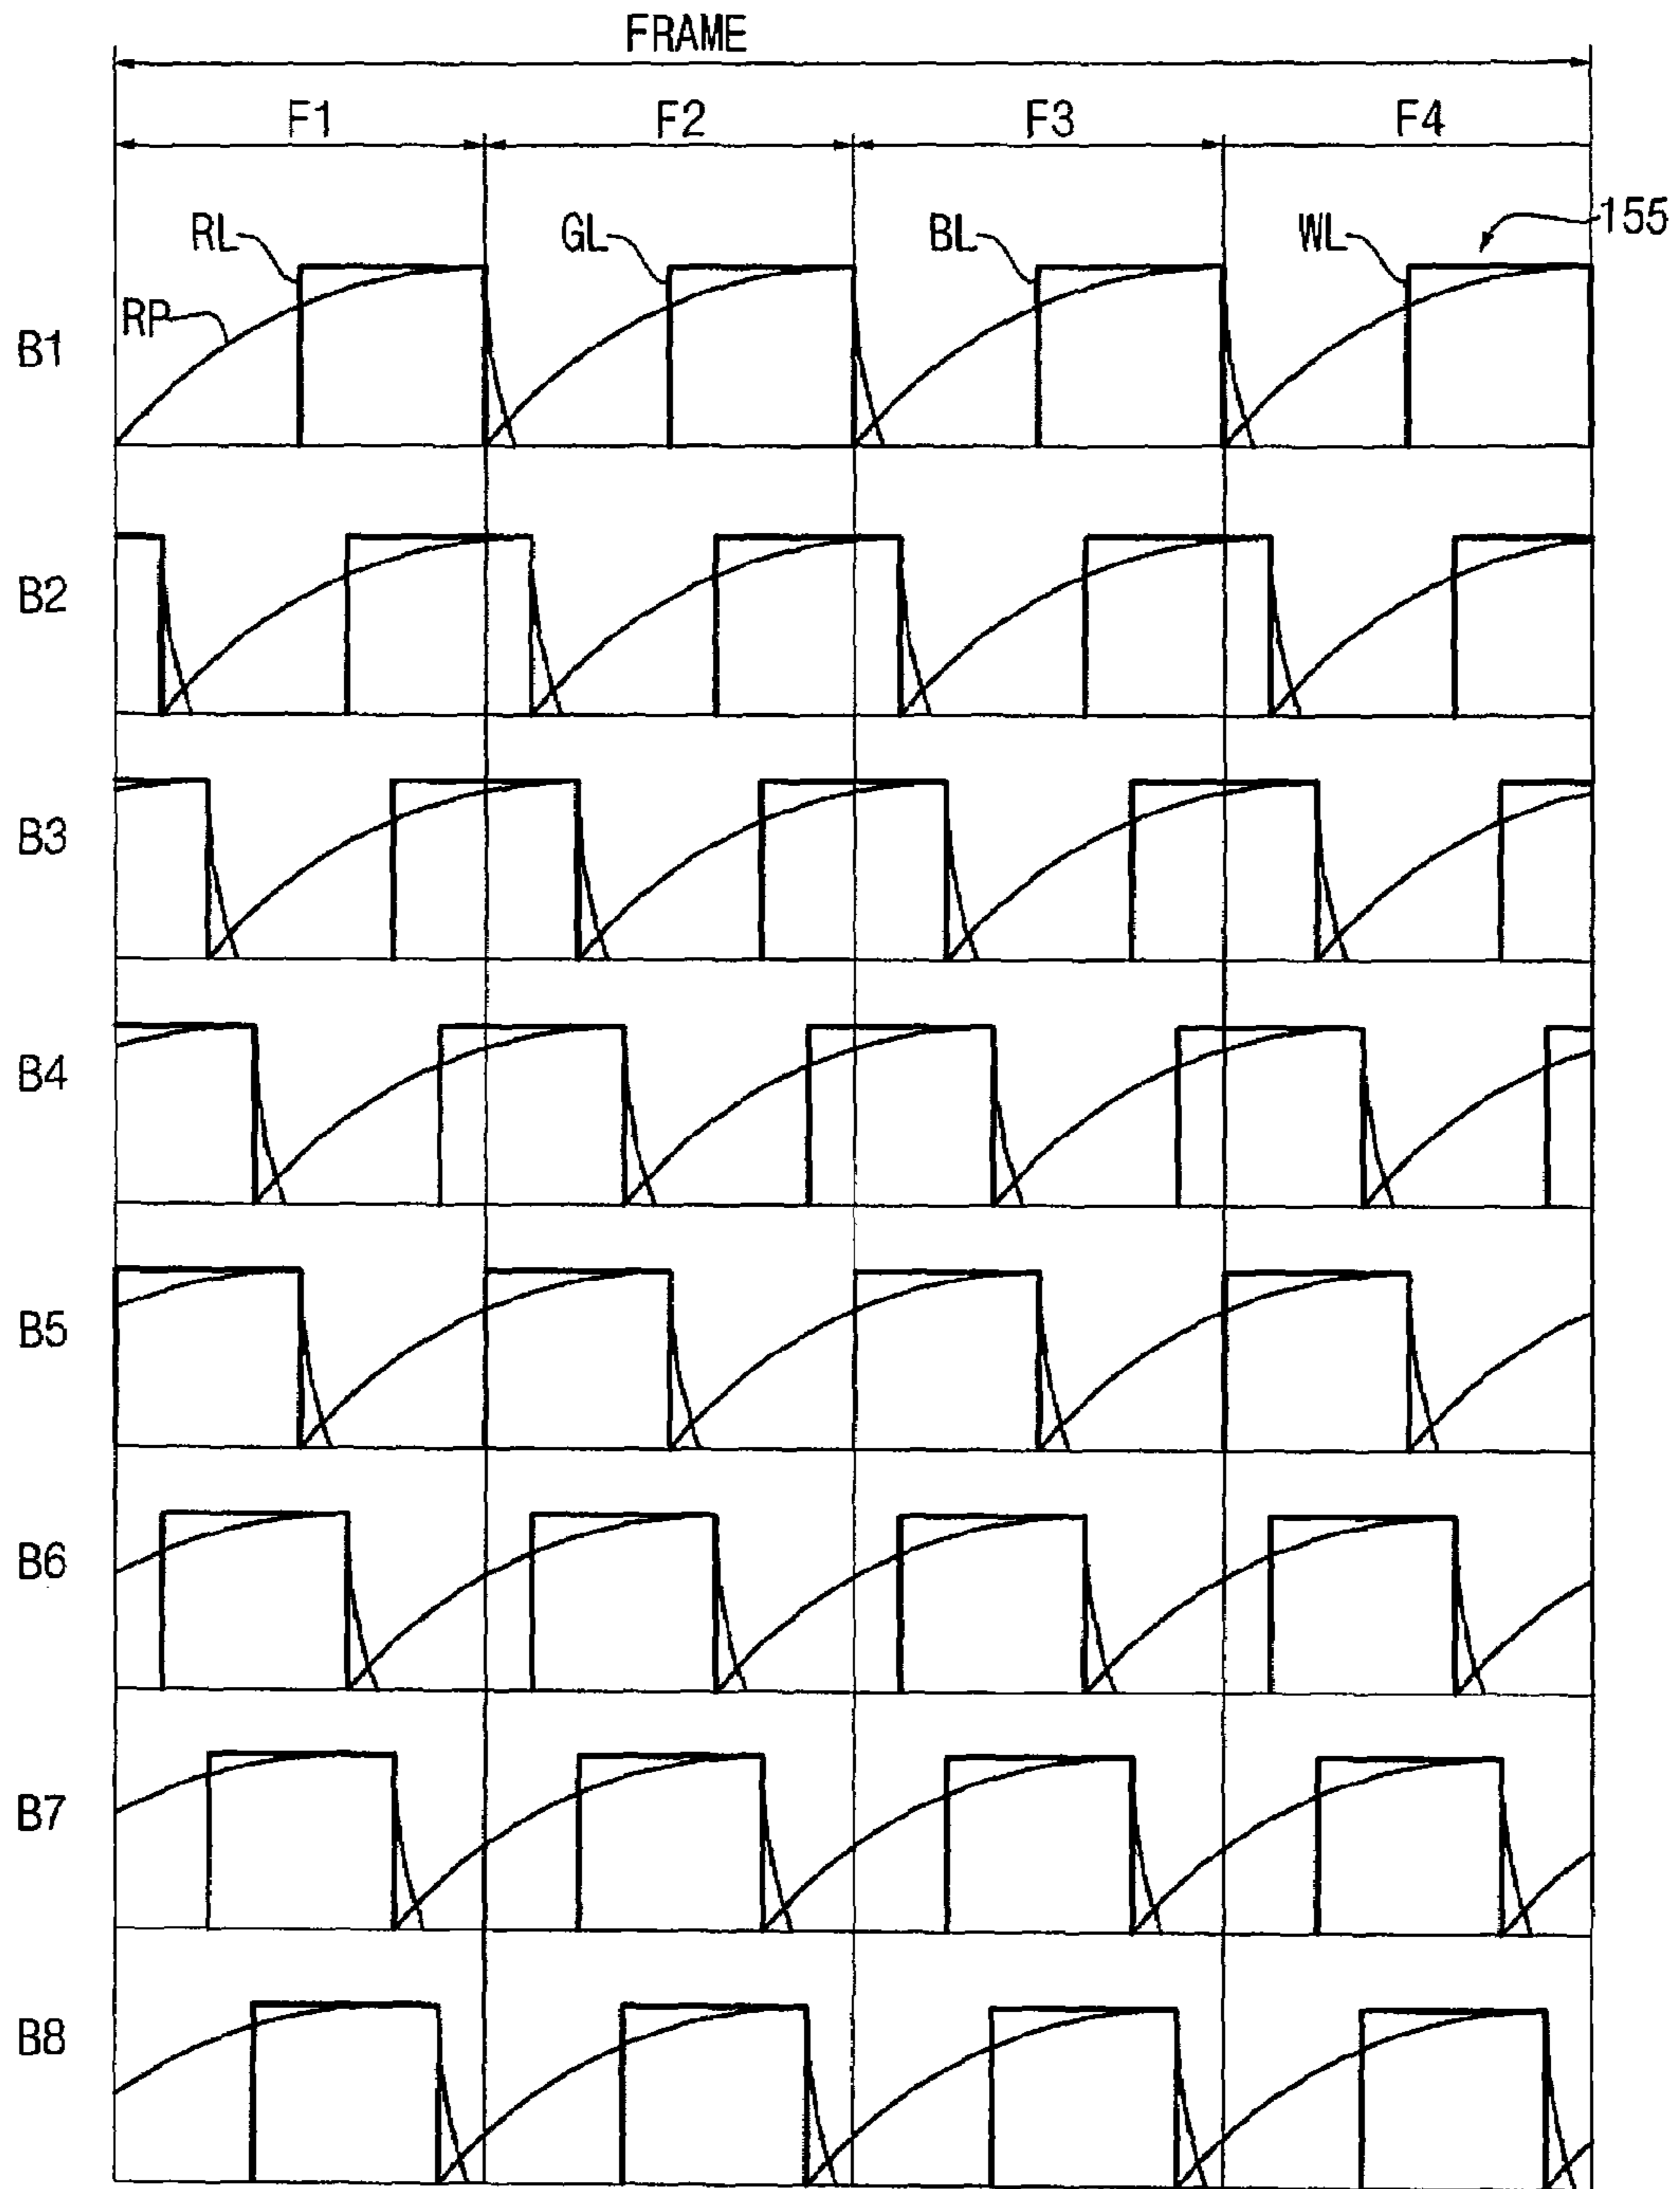 FRAME
F1 F2 F3 F4
RL GL BL WL 155
RP
B1
B2
B3
B4
B5
B6
B7
B8